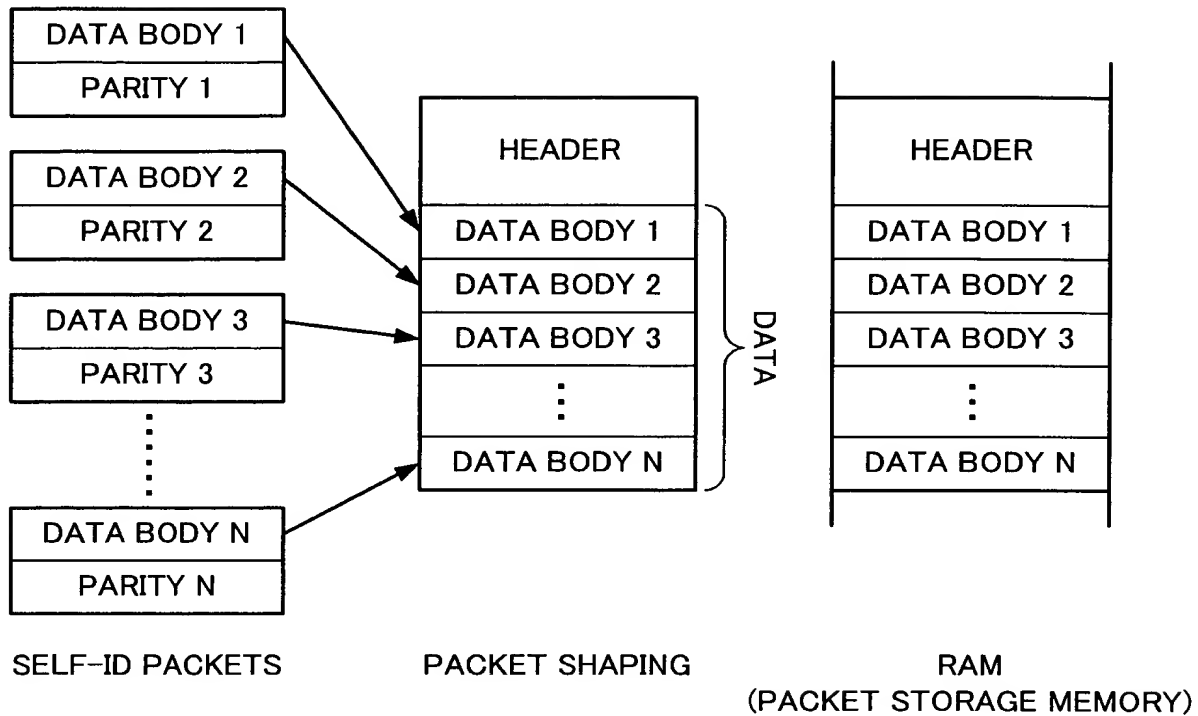 DATA BODY 1
PARITY 1
DATA BODY 2
PARITY 2
DATA BODY 3
PARITY 3
DATA BODY N
PARITY N
SELF-ID PACKETS
HEADER
DATA BODY 1
DATA BODY 2
DATA BODY 3
DATA BODY N
DATA
PACKET SHAPING
HEADER
DATA BODY 1
DATA BODY 2
DATA BODY 3
DATA BODY N
RAM
(PACKET STORAGE MEMORY)